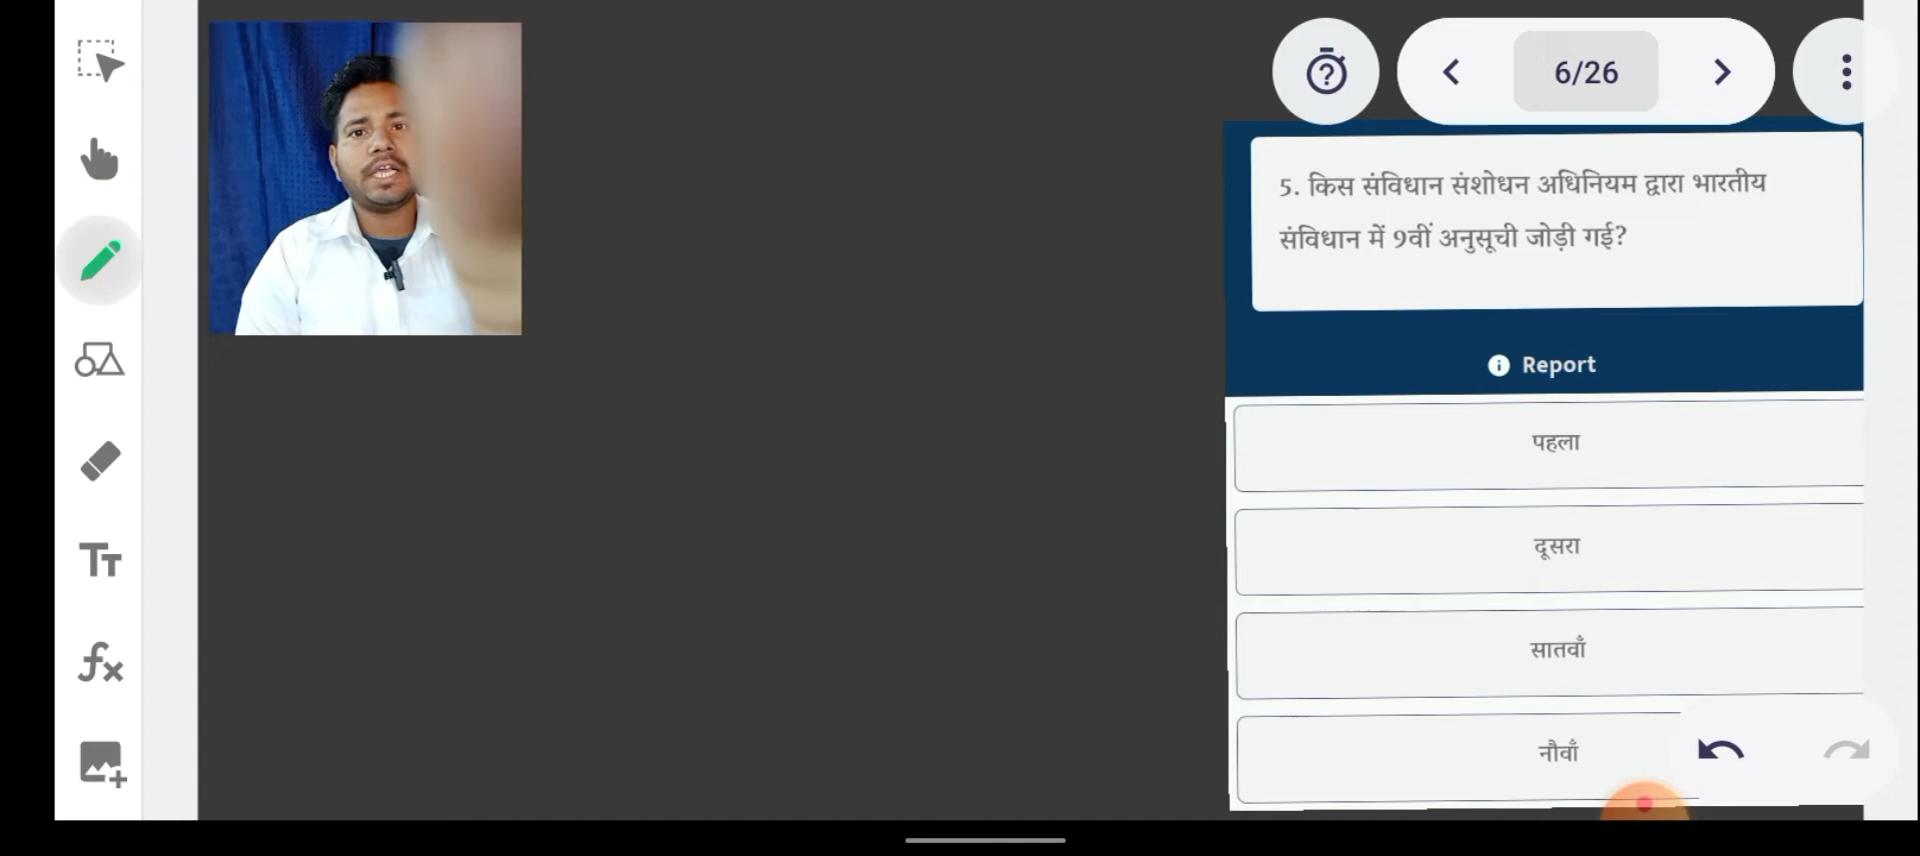 6/26
5. किस संविधान संशोधन अधिनियम द्वारा भारतीय
संविधान में 9वीं अनुसूची जोड़ी गई?
Report
पहला
दूसरा
सातवाँ
नौवाँ